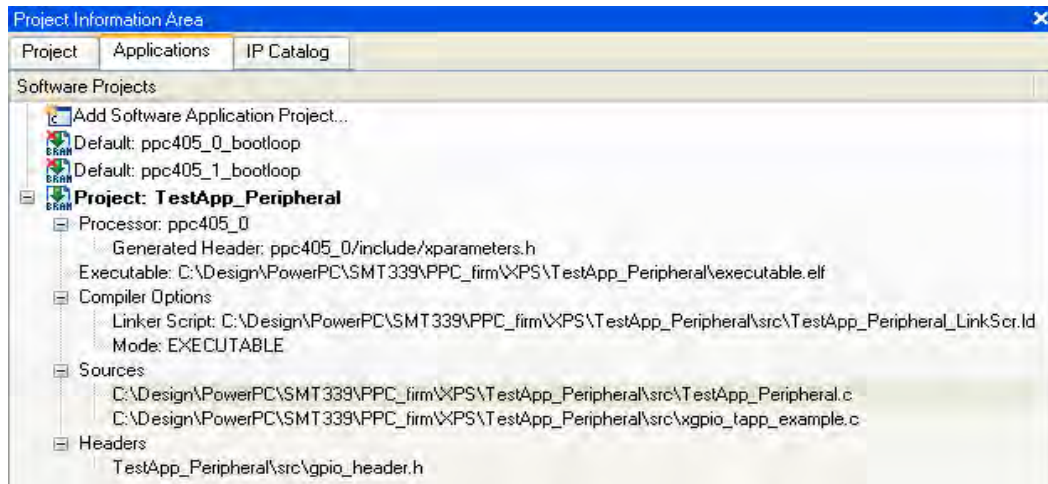 Project Information Area
Project Applications IP Catalog
Software Projects
Add Software Application Project...
BRAM Default: ppc405_0_bootloop
BRAM Default: ppc405_1_bootloop
BRAM Project: TestApp_Peripheral
Processor: ppc405_0
Generated Header: ppc405_0/include/xparameters.h
Executable: C:\Design\PowerPC\SMT339\PPC_firm\XPS\TestApp_Peripheral\executable.elf
Compiler Options
Linker Script: C:\Design\PowerPC\SMT339\PPC_firm\XPS\TestApp_Peripheral\src\TestApp_Peripheral_LinkScr.ld
Mode: EXECUTABLE
Sources
C:\Design\PowerPC\SMT339\PPC_firm\XPS\TestApp_Peripheral\src\TestApp_Peripheral.c
C:\Design\PowerPC\SMT339\PPC_firm\XPS\TestApp_Peripheral\src\xgpio_tapp_example.c
Headers
TestApp_Peripheral\src\gpio_header.h